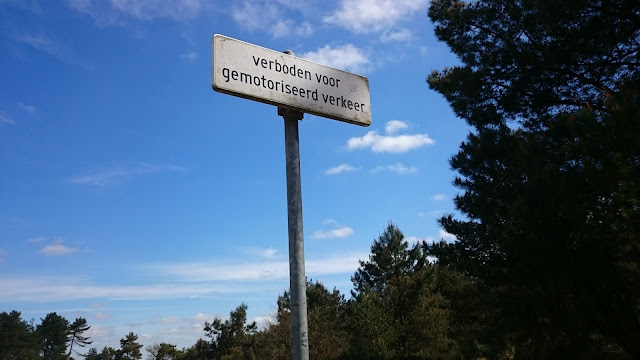 verboden voor
gemotoriseerd verkeer